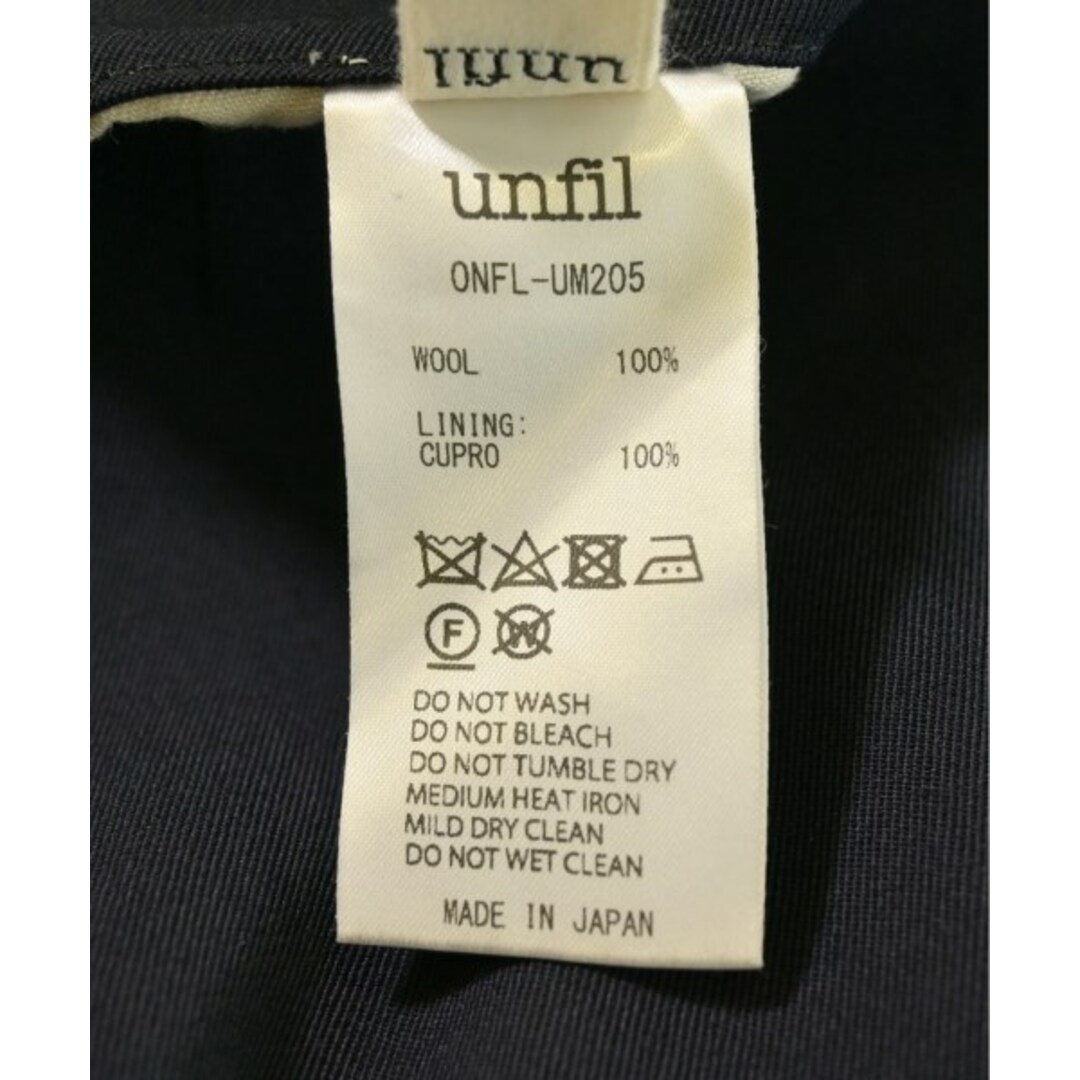 unfil
unfil
ONFL-UM205
WOOL 100%
LINING:
CUPRO 100%
F W
DO NOT WASH
DO NOT BLEACH
DO NOT TUMBLE DRY
MEDIUM HEAT IRON
MILD DRY CLEAN
DO NOT WET CLEAN
MADE IN JAPAN